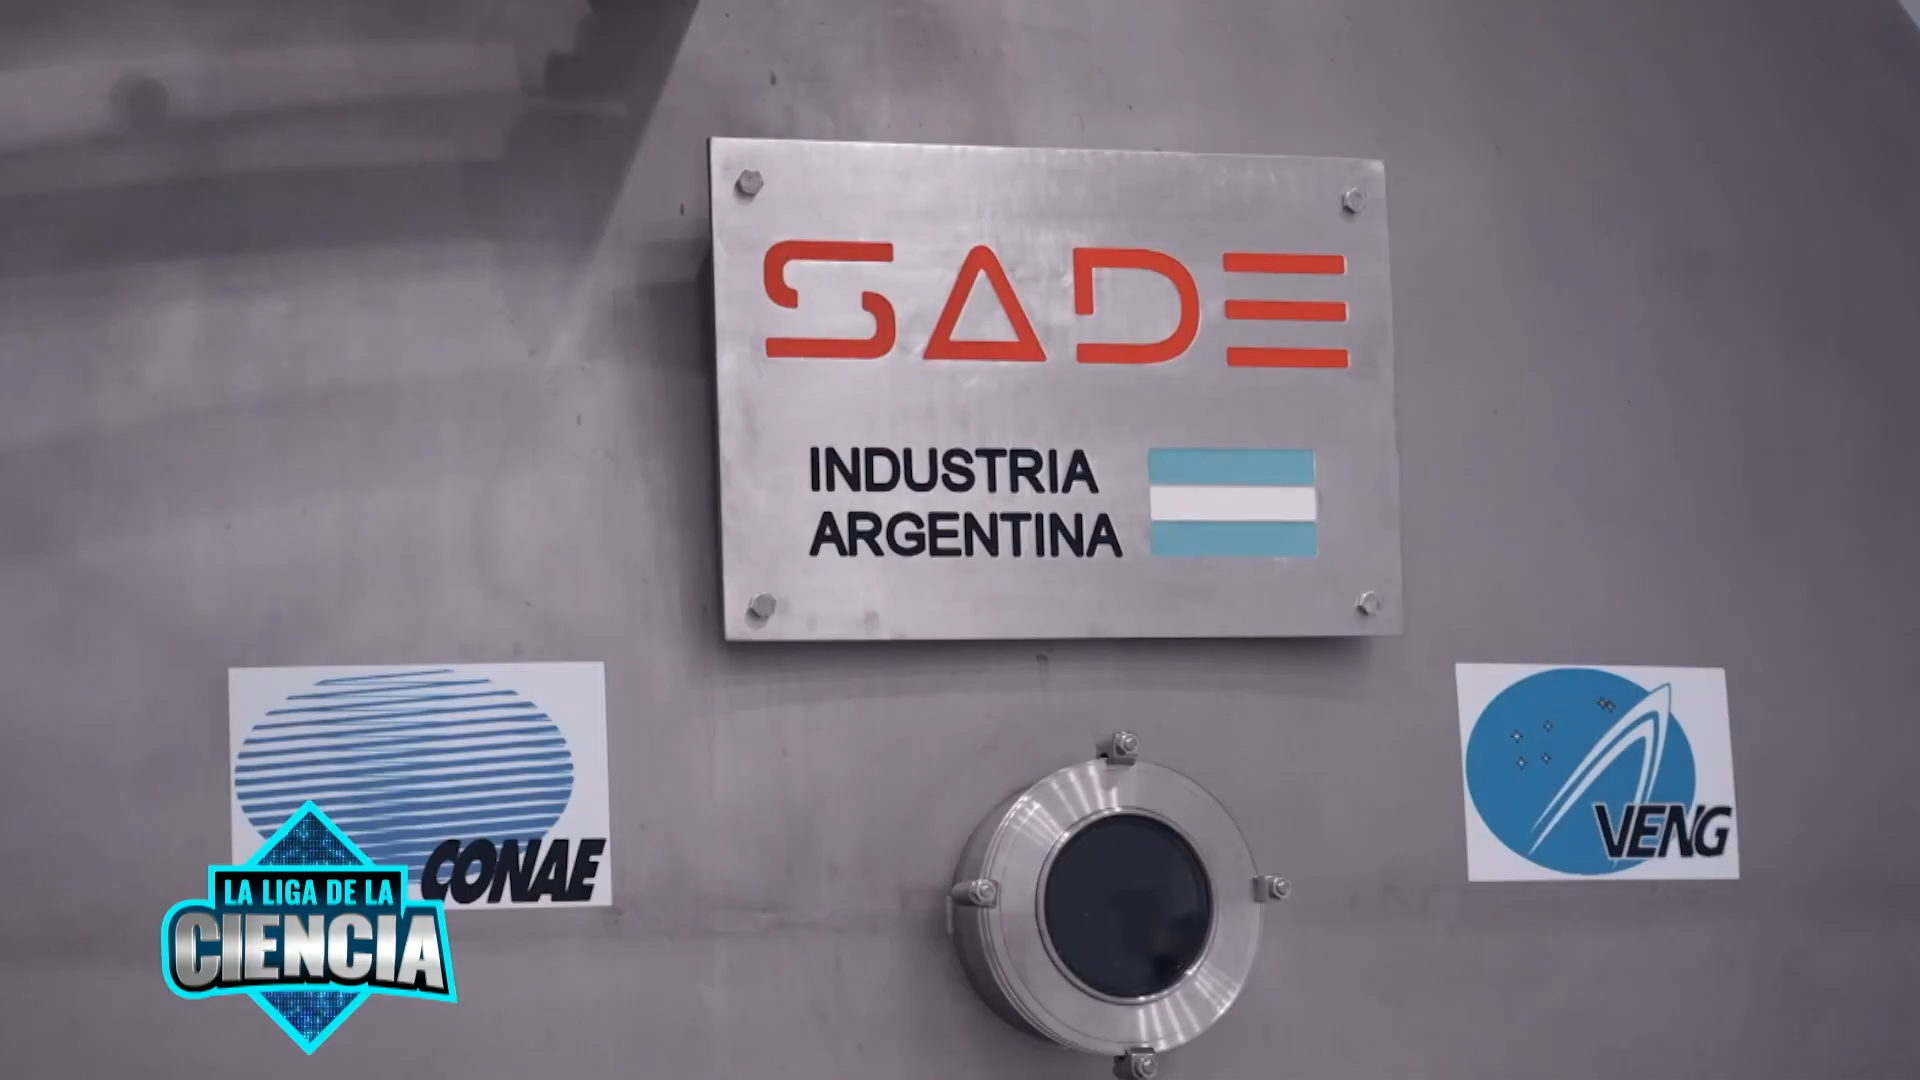 SADE
INDUSTRIA
ARGENTINA
CONAE
VENG
LA LIGA DE LA
CIENCIA